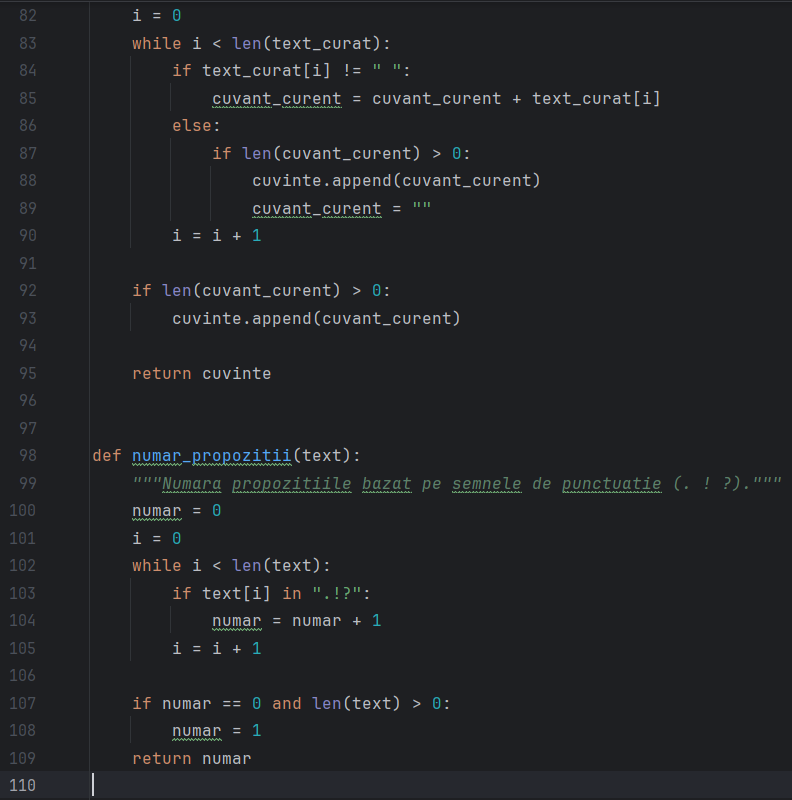 82 i = 0
83 while i < len(text_curat):
84 if text_curat[i] != " ":
85 cuvant_curent = cuvant_curent + text_curat[i]
86 else:
87 if len(cuvant_curent) > 0:
88 cuvinte.append(cuvant_curent)
89 cuvant_curent = ""
90 i = i + 1
91
92 if len(cuvant_curent) > 0:
93 cuvinte.append(cuvant_curent)
94
95 return cuvinte
96
97
98 def numar_propozitii(text):
99 """Numara propozitiile bazat pe semnele de punctuatie (. ! ?)."""
100 numar = 0
101 i = 0
102 while i < len(text):
103 if text[i] in ".!?":
104 numar = numar + 1
105 i = i + 1
106
107 if numar == 0 and len(text) > 0:
108 numar = 1
109 return numar
110